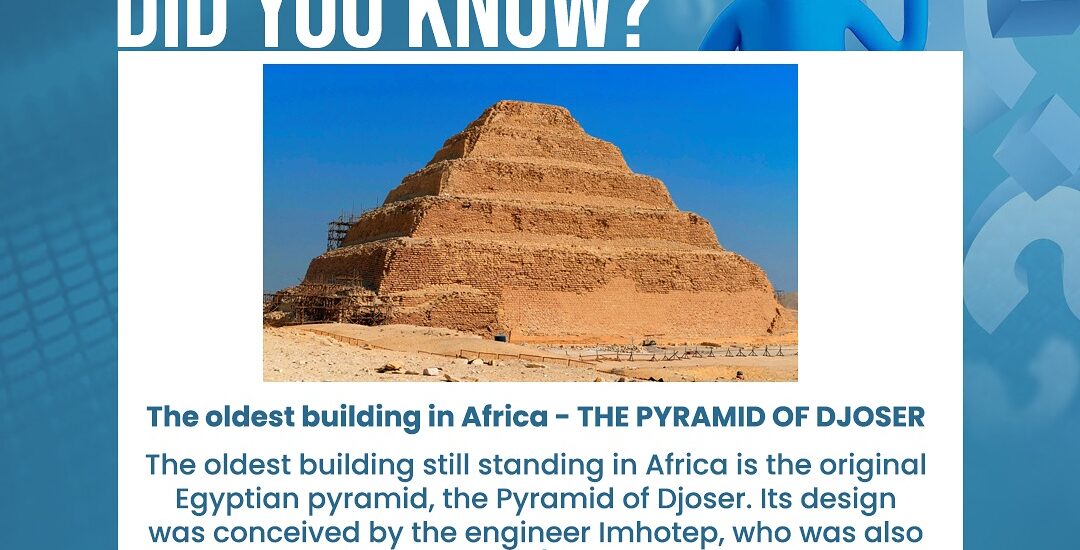 DID YOU KNOW?
The oldest building in Africa - THE PYRAMID OF DJOSER
The oldest building still standing in Africa is the original
Egyptian pyramid, the Pyramid of Djoser. Its design
was conceived by the engineer Imhotep, who was also